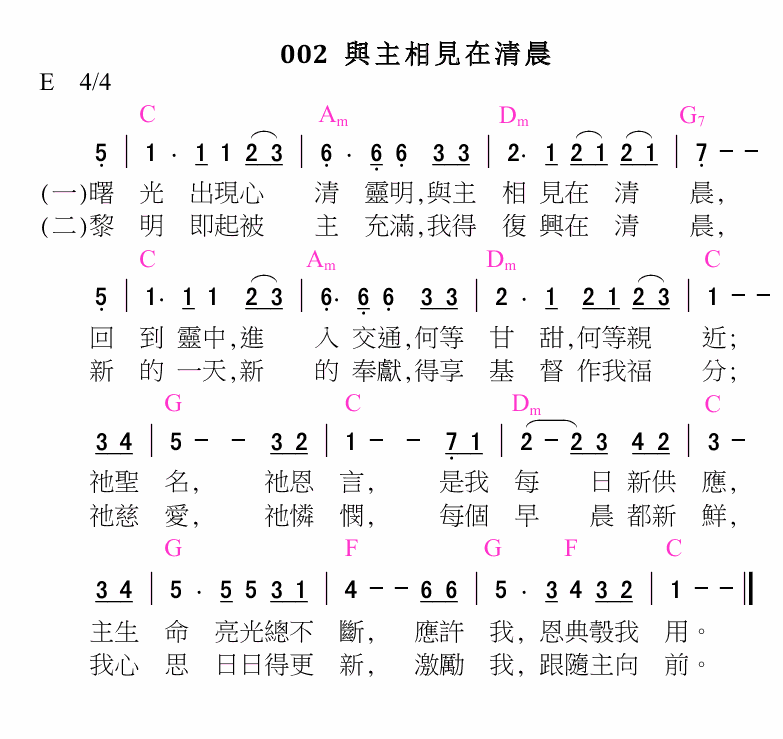 002 與主相見在清晨
E 4/4
C Am Dm G7
5 | 1 · 1 1 2 3 | 6 · 6 6 3 3 | 2 · 1 2 1 2 1 | 7 – –
(一)曙 光 出現心 清 靈明,與主 相 見在 清 晨,
(二)黎 明 即起被 主 充滿,我得 復 興在 清 晨,
C Am Dm C
5 | 1 · 1 1 2 3 | 6 · 6 6 3 3 | 2 · 1 2 1 2 3 | 1 – –
回 到 靈中,進 入 交通,何等 甘 甜,何等親 近;
新 的 一天,新 的 奉獻,得享 基 督 作我福 分;
G C Dm C
3 4 | 5 – – 3 2 | 1 – – 7 1 | 2 – 2 3 4 2 | 3 –
祂聖 名, 祂恩 言, 是我 每 日 新供 應,
祂慈 愛, 祂憐 憫, 每個 早 晨 都新 鮮,
G F G F C
3 4 | 5 · 5 5 3 1 | 4 – – 6 6 | 5 · 3 4 3 2 | 1 – – ‖
主生 命 亮光總不 斷, 應許 我, 恩典彀我 用。
我心 思 日日得更 新, 激勵 我, 跟隨主向 前。